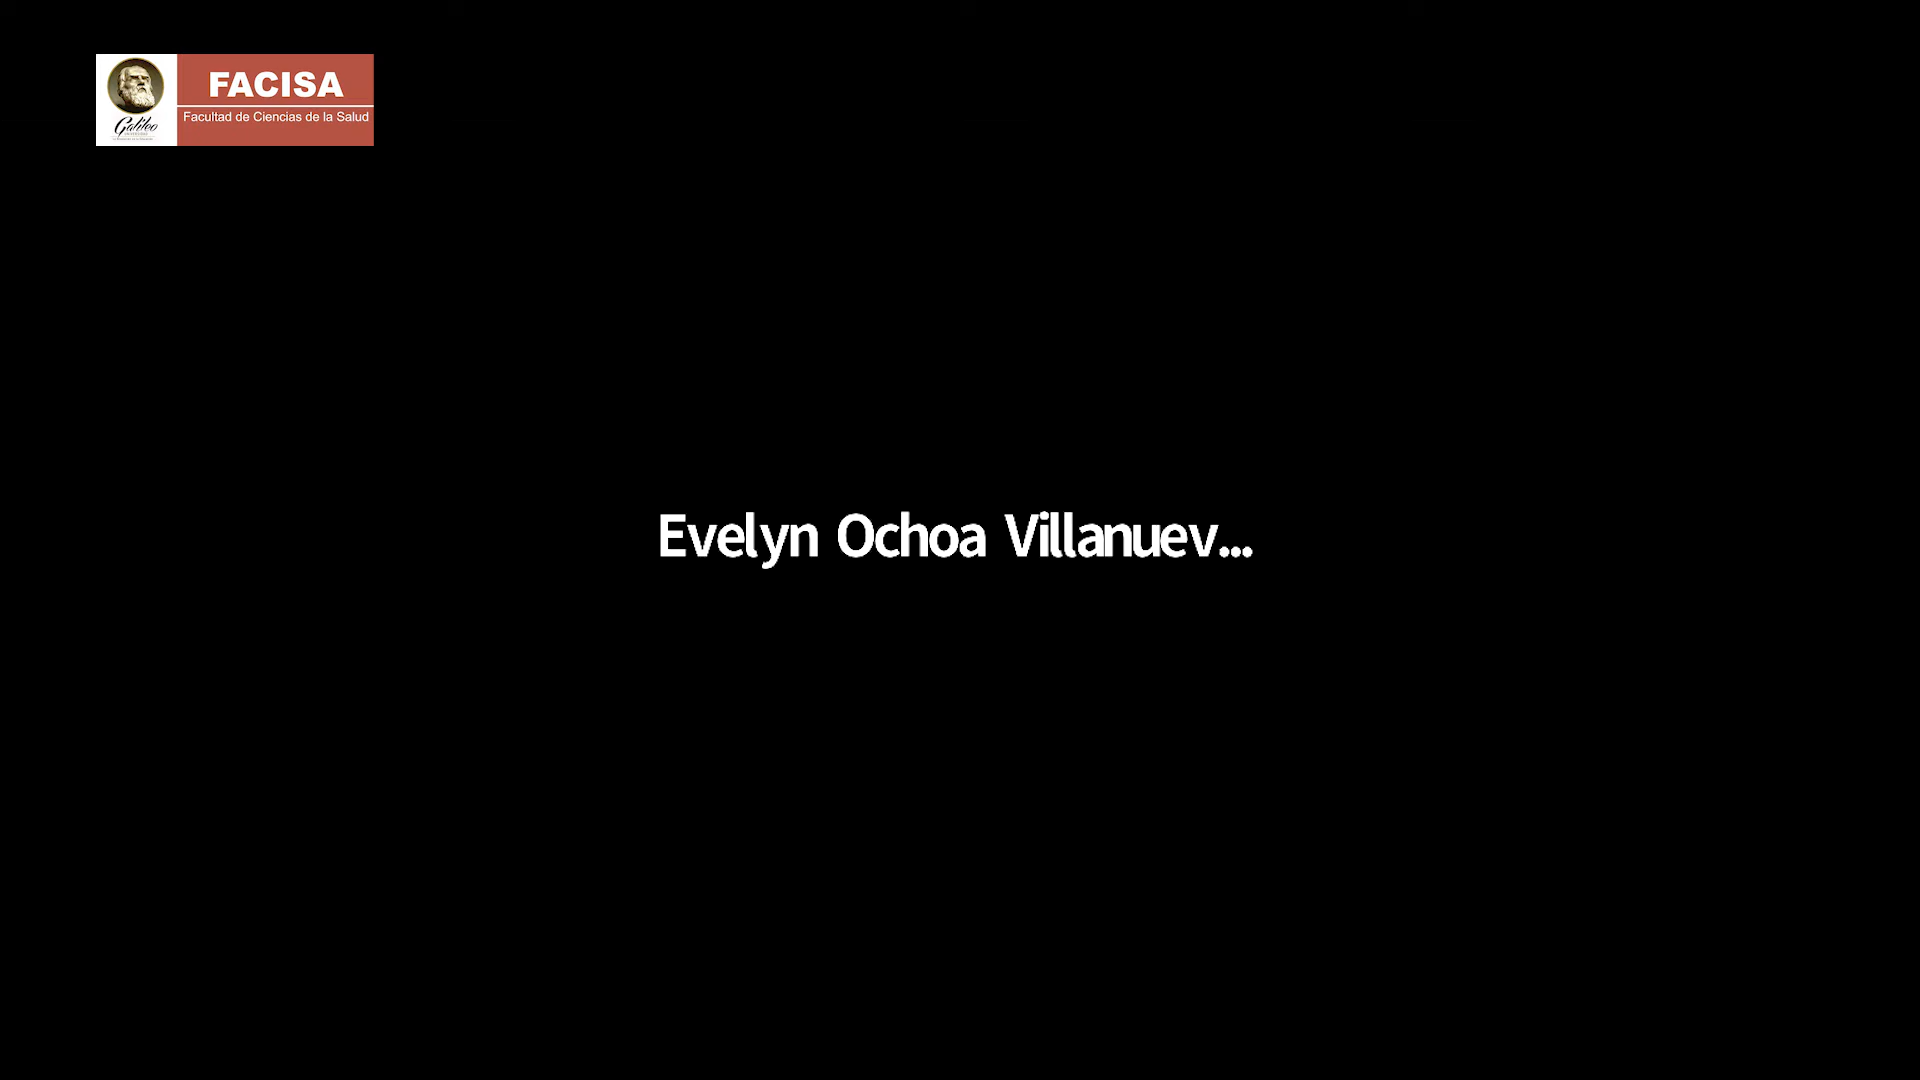 FACISA
Facultad de Ciencias de la Salud
Galileo
Evelyn Ochoa Villanuev...